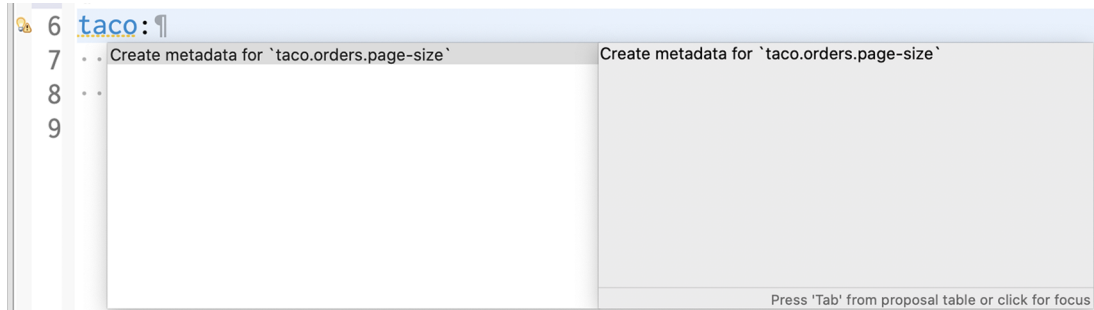 6 taco:¶
Create metadata for `taco.orders.page-size`
Create metadata for `taco.orders.page-size`
7 ··
8 ··
9
Press 'Tab' from proposal table or click for focus